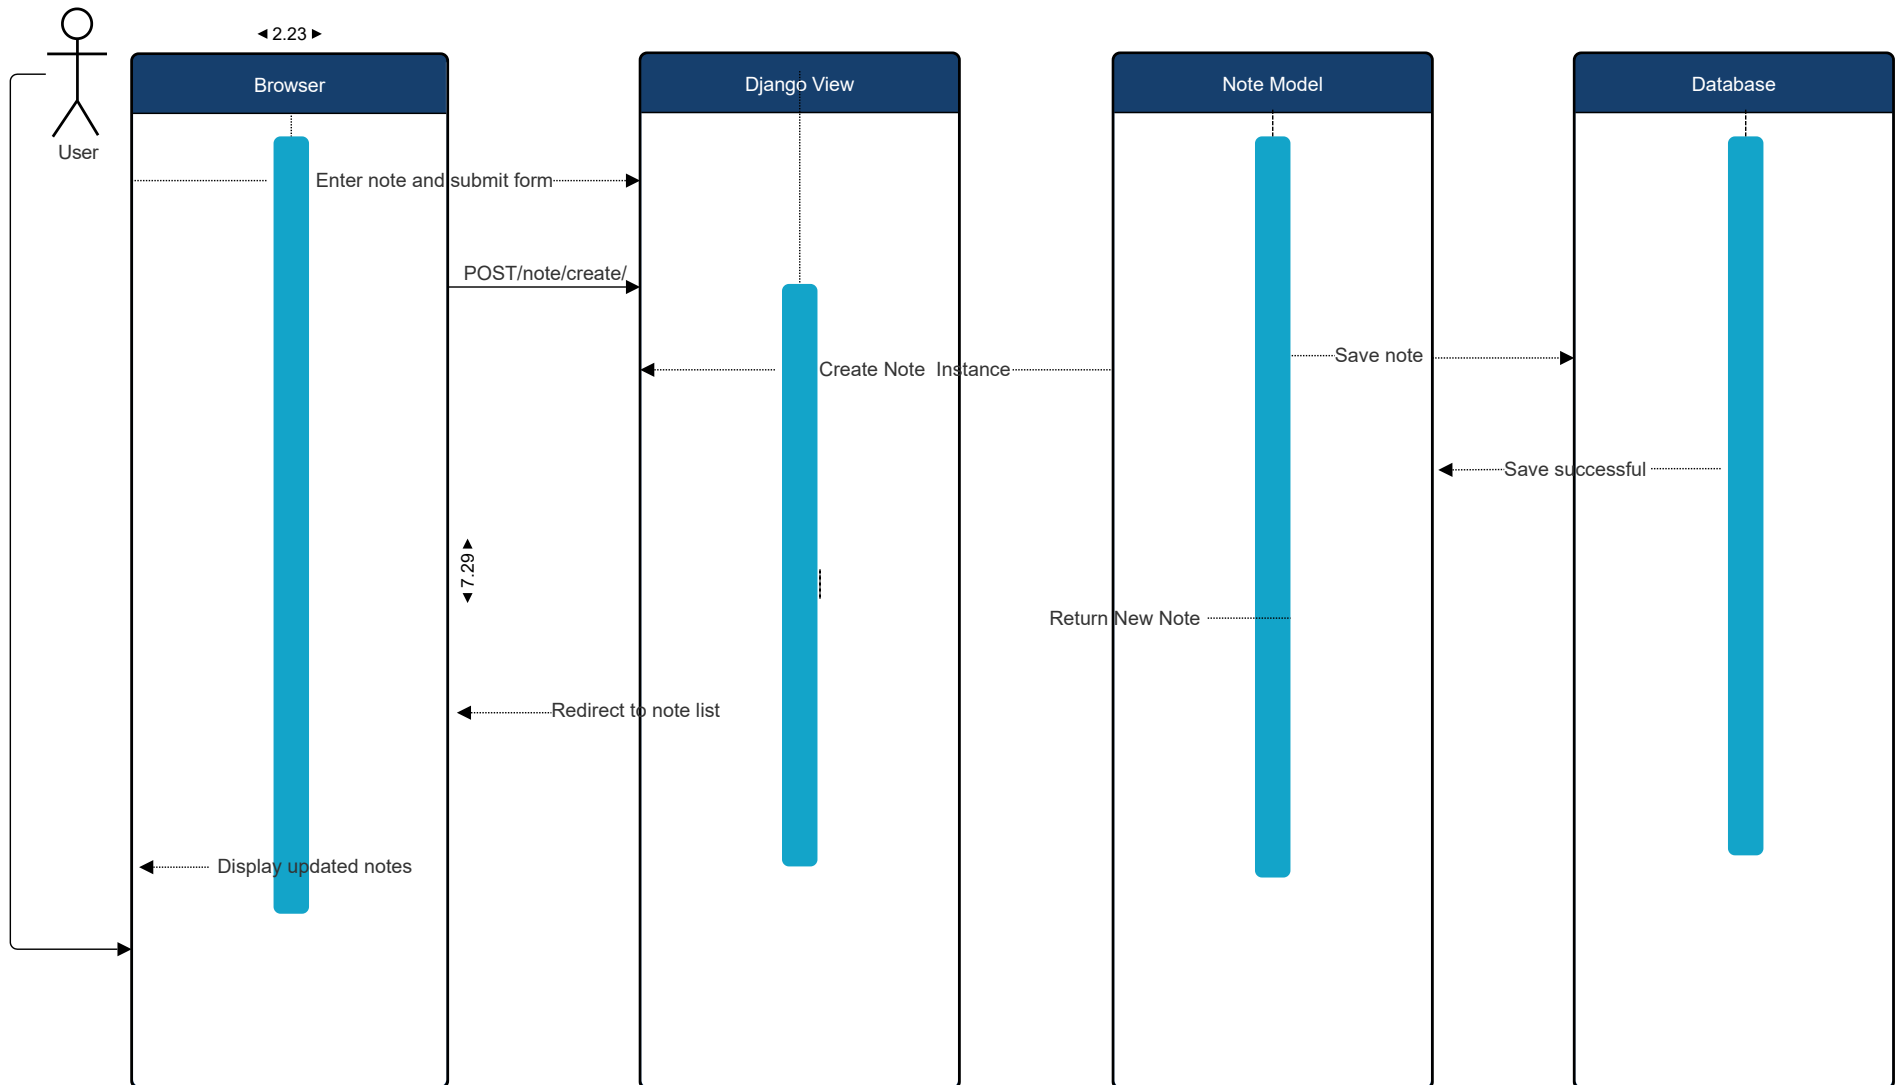 2.23
Browser
Django View
Note Model
Database
User
Enter note and submit form
POST/note/create/
Save note
Create Note  Instance
Save successful
7.29
Return New Note
Redirect to note list
Display updated notes